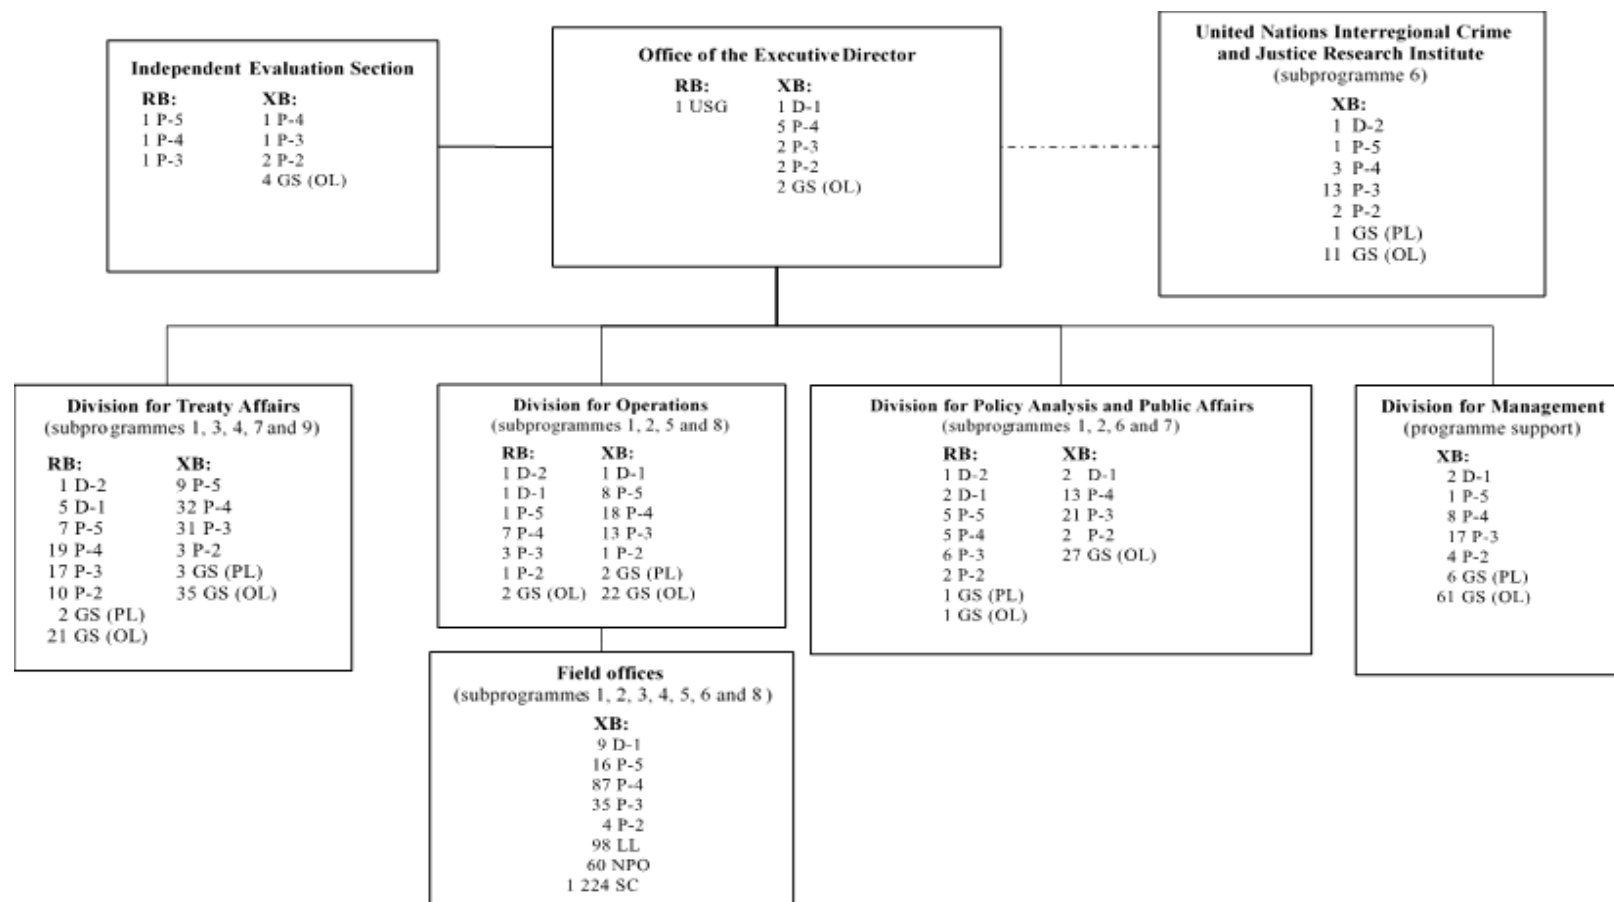 Independent Evaluation Section
RB: XB:
1 P-5 1 P-4
1 P-4 1 P-3
1 P-3 2 P-2
4 GS (OL)
Office of the Executive Director
RB: XB:
1 USG 1 D-1
5 P-4
2 P-3
2 P-2
2 GS (OL)
United Nations Interregional Crime
and Justice Research Institute
(subprogramme 6)
XB:
1 D-2
1 P-5
3 P-4
13 P-3
2 P-2
1 GS (PL)
11 GS (OL)
Division for Treaty Affairs
(subprogrammes 1, 3, 4, 7 and 9)
RB: XB:
1 D-2 9 P-5
5 D-1 32 P-4
7 P-5 31 P-3
19 P-4 3 P-2
17 P-3 3 GS (PL)
10 P-2 35 GS (OL)
2 GS (PL)
21 GS (OL)
Division for Operations
(subprogrammes 1, 2, 5 and 8)
RB: XB:
1 D-2 1 D-1
1 D-1 8 P-5
1 P-5 18 P-4
7 P-4 13 P-3
3 P-3 1 P-2
1 P-2 2 GS (PL)
2 GS (OL) 22 GS (OL)
Division for Policy Analysis and Public Affairs
(subprogrammes 1, 2, 6 and 7)
RB: XB:
1 D-2 2 D-1
2 D-1 13 P-4
5 P-5 21 P-3
5 P-4 2 P-2
6 P-3 27 GS (OL)
2 P-2
1 GS (PL)
1 GS (OL)
Division for Management
(programme support)
XB:
2 D-1
1 P-5
8 P-4
17 P-3
4 P-2
6 GS (PL)
61 GS (OL)
Field offices
(subprogrammes 1, 2, 3, 4, 5, 6 and 8)
XB:
9 D-1
16 P-5
87 P-4
35 P-3
4 P-2
98 LL
60 NPO
1 224 SC